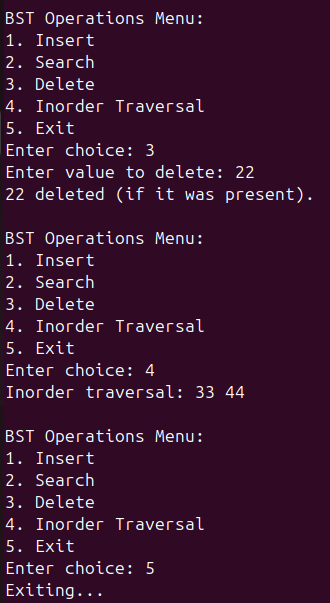 BST Operations Menu:
1. Insert
2. Search
3. Delete
4. Inorder Traversal
5. Exit
Enter choice: 3
Enter value to delete: 22
22 deleted (if it was present).

BST Operations Menu:
1. Insert
2. Search
3. Delete
4. Inorder Traversal
5. Exit
Enter choice: 4
Inorder traversal: 33 44

BST Operations Menu:
1. Insert
2. Search
3. Delete
4. Inorder Traversal
5. Exit
Enter choice: 5
Exiting...